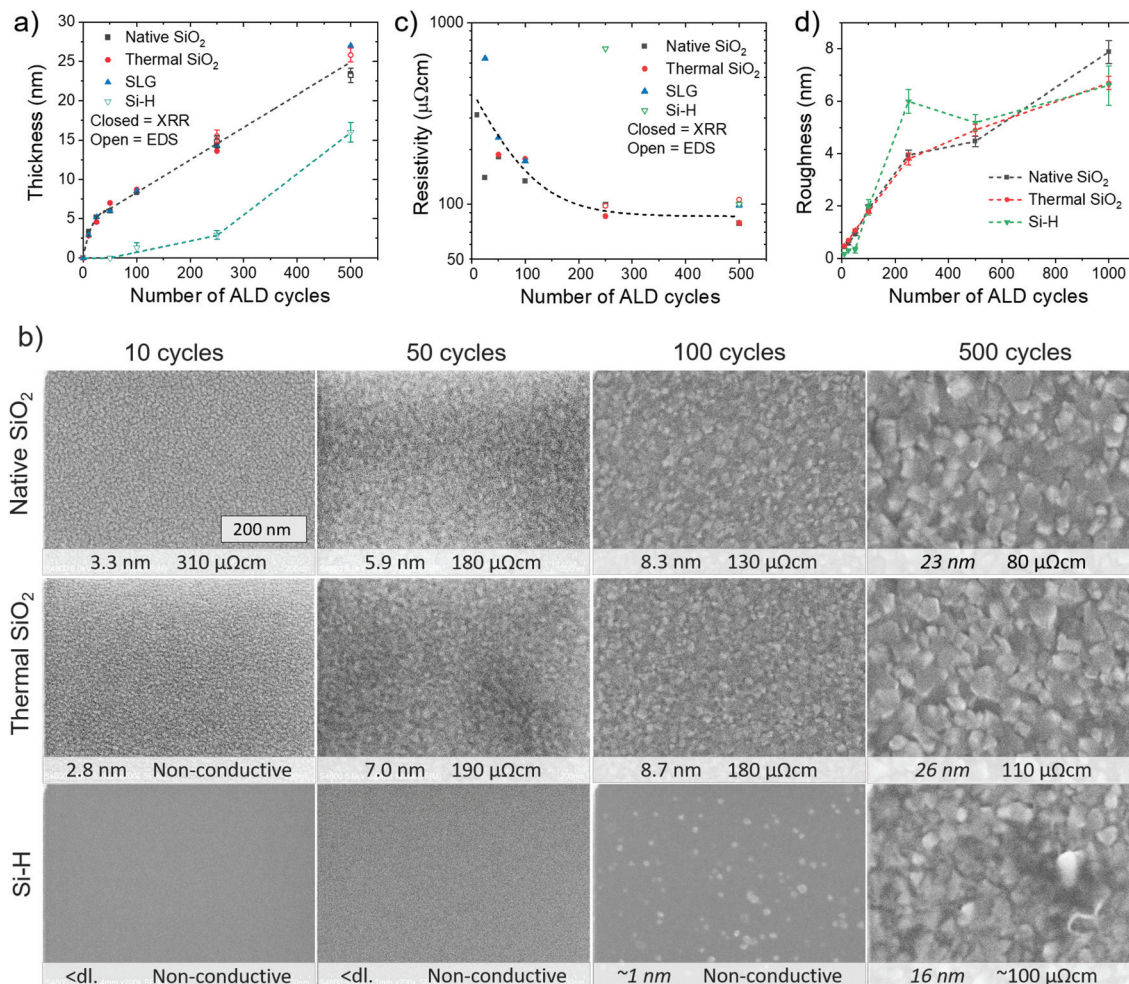 a)
Thickness (nm)
30
25
20
15
10
5
0
Native SiO₂
Thermal SiO₂
SLG
Si-H
Closed = XRR
Open = EDS
0 100 200 300 400 500
Number of ALD cycles
c)
Resistivity (µΩcm)
1000
100
50
Native SiO₂
Thermal SiO₂
SLG
Si-H
Closed = XRR
Open = EDS
0 100 200 300 400 500
Number of ALD cycles
d)
Roughness (nm)
8
6
4
2
0
Native SiO₂
Thermal SiO₂
Si-H
0 200 400 600 800 1000
Number of ALD cycles
b)
10 cycles 50 cycles 100 cycles 500 cycles
Native SiO₂
200 nm
3.3 nm 310 µΩcm 5.9 nm 180 µΩcm 8.3 nm 130 µΩcm 23 nm 80 µΩcm
Thermal SiO₂
2.8 nm Non-conductive 7.0 nm 190 µΩcm 8.7 nm 180 µΩcm 26 nm 110 µΩcm
Si-H
<dl. Non-conductive <dl. Non-conductive ~1 nm Non-conductive 16 nm ~100 µΩcm